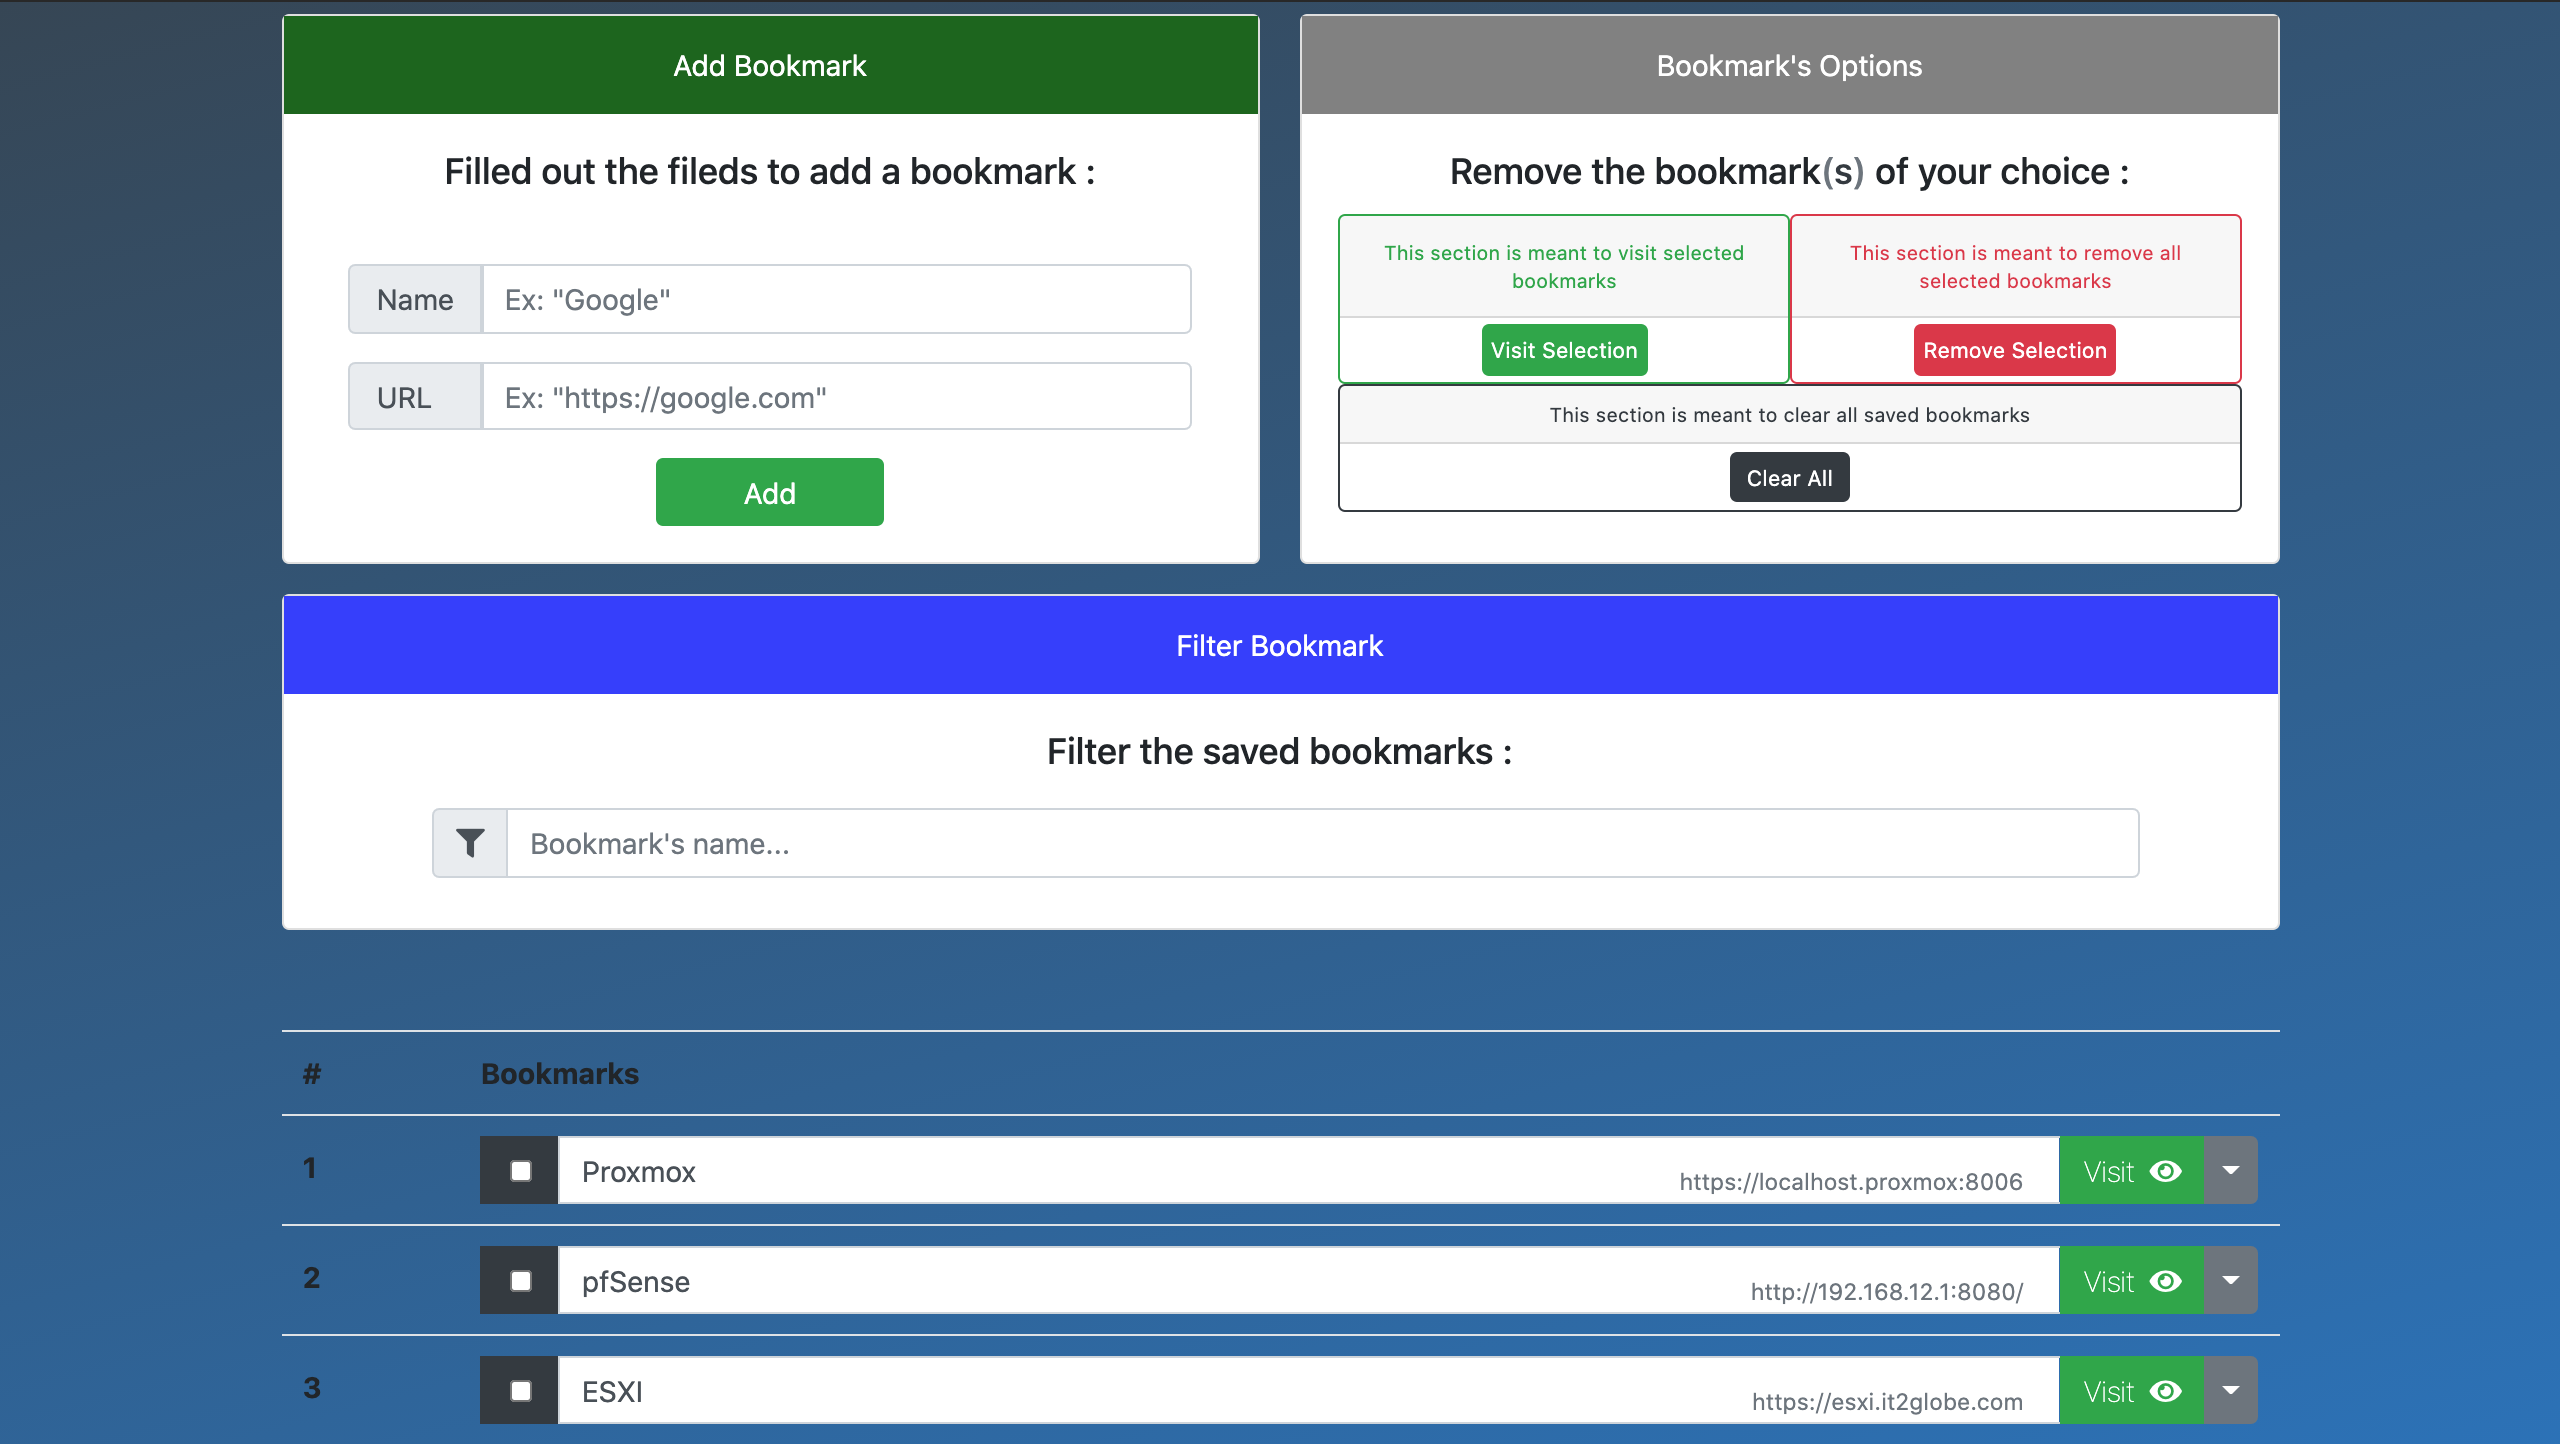 Add Bookmark
Filled out the fileds to add a bookmark :
Name
Ex: "Google"
URL
Ex: "https://google.com"
Add
Bookmark's Options
Remove the bookmark(s) of your choice :
This section is meant to visit selected
bookmarks
Visit Selection
This section is meant to remove all
selected bookmarks
Remove Selection
This section is meant to clear all saved bookmarks
Clear All
Filter Bookmark
Filter the saved bookmarks :
Bookmark's name...
# Bookmarks
1 Proxmox https://localhost.proxmox:8006 Visit
2 pfSense http://192.168.12.1:8080/ Visit
3 ESXI https://esxi.it2globe.com Visit